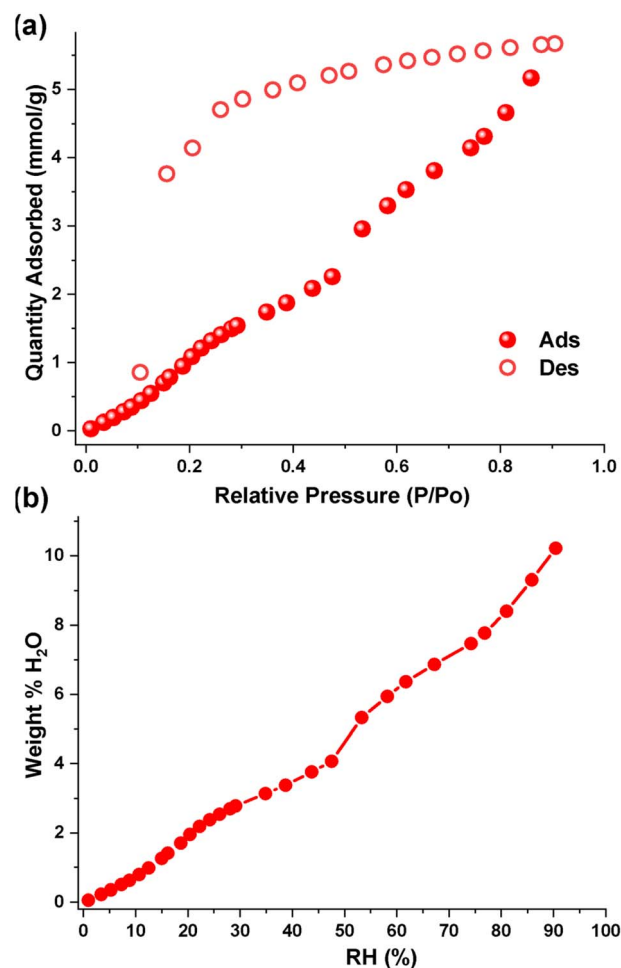 (a)
5
4
3
2
1
0
Quantity Adsorbed (mmol/g)
Ads
Des
0.0 0.2 0.4 0.6 0.8 1.0
Relative Pressure (P/Po)
(b)
10
8
6
4
2
0
Weight % H₂O
0 10 20 30 40 50 60 70 80 90 100
RH (%)